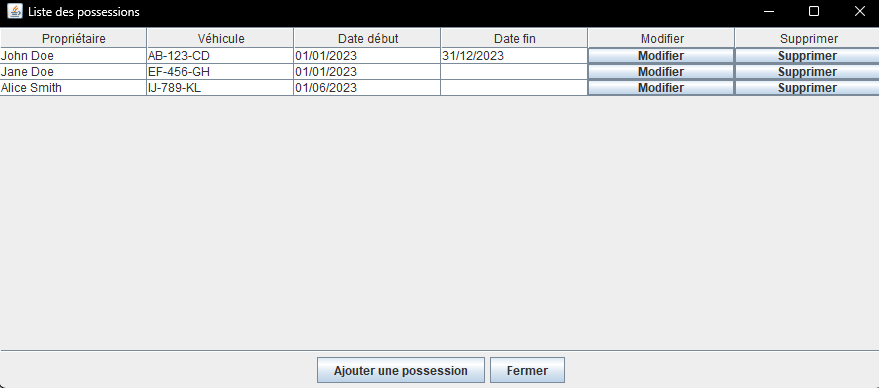 Liste des possessions
Propriétaire Véhicule Date début Date fin Modifier Supprimer
John Doe AB-123-CD 01/01/2023 31/12/2023 Modifier Supprimer
Jane Doe EF-456-GH 01/01/2023 Modifier Supprimer
Alice Smith IJ-789-KL 01/06/2023 Modifier Supprimer
Ajouter une possession Fermer